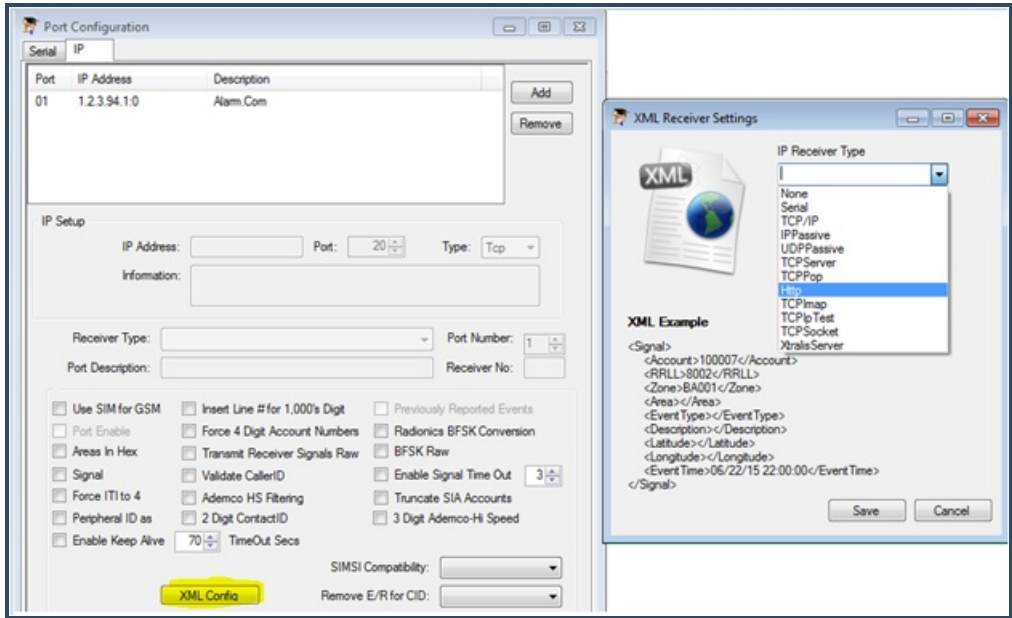 Port Configuration
Serial IP
Port IP Address Description
01 1.2.3.94.1:0 Alarm.Com
Add
Remove
IP Setup
IP Address: Port: 20 Type: Tcp
Information:
Receiver Type: Port Number: 1
Port Description: Receiver No:
Use SIM for GSM Insert Line # for 1,000's Digit Previously Reported Events
Port Enable Force 4 Digit Account Numbers Radionics BFSK Conversion
Areas In Hex Transmit Receiver Signals Raw BFSK Raw
Signal Validate CallerID Enable Signal Time Out 3
Force ITI to 4 Ademco HS Filtering Truncate SIA Accounts
Peripheral ID as 2 Digit ContactID 3 Digit Ademco-Hi Speed
Enable Keep Alive 70 TimeOut Secs
SIMSI Compatibility:
XML Config Remove E/R for CID:
XML Receiver Settings
XML
IP Receiver Type
None
Serial
TCP/IP
IPPassive
UDPPassive
TCPServer
TCPPop
Http
TCPImap
TCPIpTest
TCPSocket
XtralisServer
XML Example
<Signal>
<Account>100007</Account>
<RRLL>8002</RRLL>
<Zone>BA001</Zone>
<Area></Area>
<EventType></EventType>
<Description></Description>
<Latitude></Latitude>
<Longtude></Longitude>
<EventTime>06/22/15 22:00:00</EventTime>
</Signal>
Save Cancel